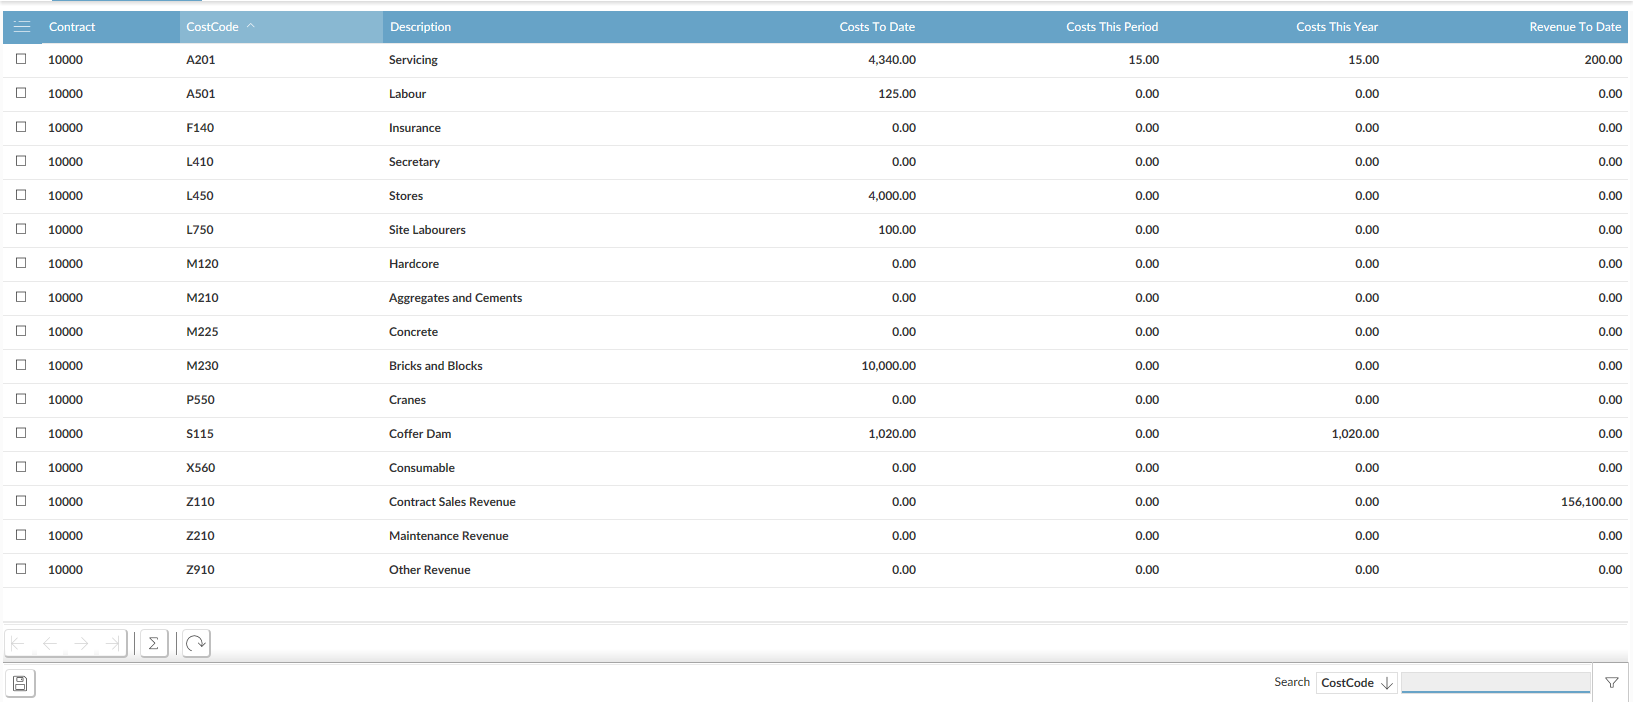 Contract CostCode Description Costs To Date Costs This Period Costs This Year Revenue To Date
10000 A201 Servicing 4,340.00 15.00 15.00 200.00
10000 A501 Labour 125.00 0.00 0.00 0.00
10000 F140 Insurance 0.00 0.00 0.00 0.00
10000 L410 Secretary 0.00 0.00 0.00 0.00
10000 L450 Stores 4,000.00 0.00 0.00 0.00
10000 L750 Site Labourers 100.00 0.00 0.00 0.00
10000 M120 Hardcore 0.00 0.00 0.00 0.00
10000 M210 Aggregates and Cements 0.00 0.00 0.00 0.00
10000 M225 Concrete 0.00 0.00 0.00 0.00
10000 M230 Bricks and Blocks 10,000.00 0.00 0.00 0.00
10000 P550 Cranes 0.00 0.00 0.00 0.00
10000 S115 Coffer Dam 1,020.00 0.00 1,020.00 0.00
10000 X560 Consumable 0.00 0.00 0.00 0.00
10000 Z110 Contract Sales Revenue 0.00 0.00 0.00 156,100.00
10000 Z210 Maintenance Revenue 0.00 0.00 0.00 0.00
10000 Z910 Other Revenue 0.00 0.00 0.00 0.00
Σ
Search CostCode